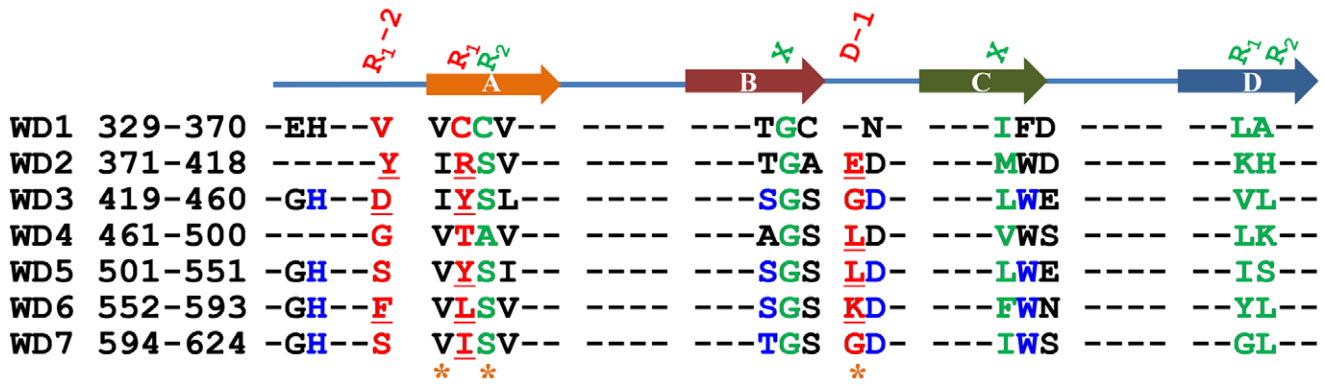 R1-2 R1 R2 X D-1 X R1 R2
A B C D
WD1 329-370 -EH--V VCCV-- ---- ---TGC -N- ---IFD ---- --LA--
WD2 371-418 -----Y IRSV-- ---- ---TGA ED- ---MWD ---- --KH--
WD3 419-460 -GH--D IYSL-- ---- ---SGS GD- ---LWE ---- --VL--
WD4 461-500 -----G VTAV-- ---- ---AGS LD- ---VWS ---- --LK--
WD5 501-551 -GH--S VYSI-- ---- ---SGS LD- ---LWE ---- --IS--
WD6 552-593 -GH--F VLSV-- ---- ---SGS KD- ---FWN ---- --YL--
WD7 594-624 -GH--S VISV-- ---- ---TGS GD- ---IWS ---- --GL--
* * *